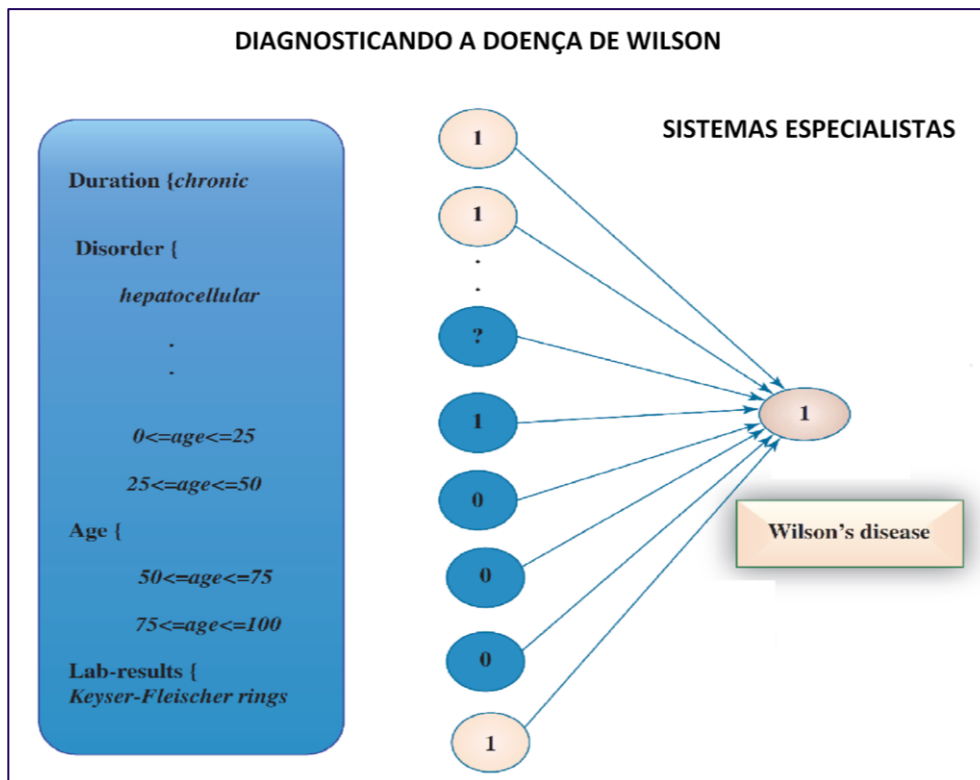 DIAGNOSTICANDO A DOENÇA DE WILSON
SISTEMAS ESPECIALISTAS
Duration {chronic
Disorder {
hepatocellular
.
.
0<=age<=25
25<=age<=50
Age {
50<=age<=75
75<=age<=100
Lab-results {
Keyser-Fleischer rings
1
1
.
.
?
1
0
0
0
1
1
Wilson's disease